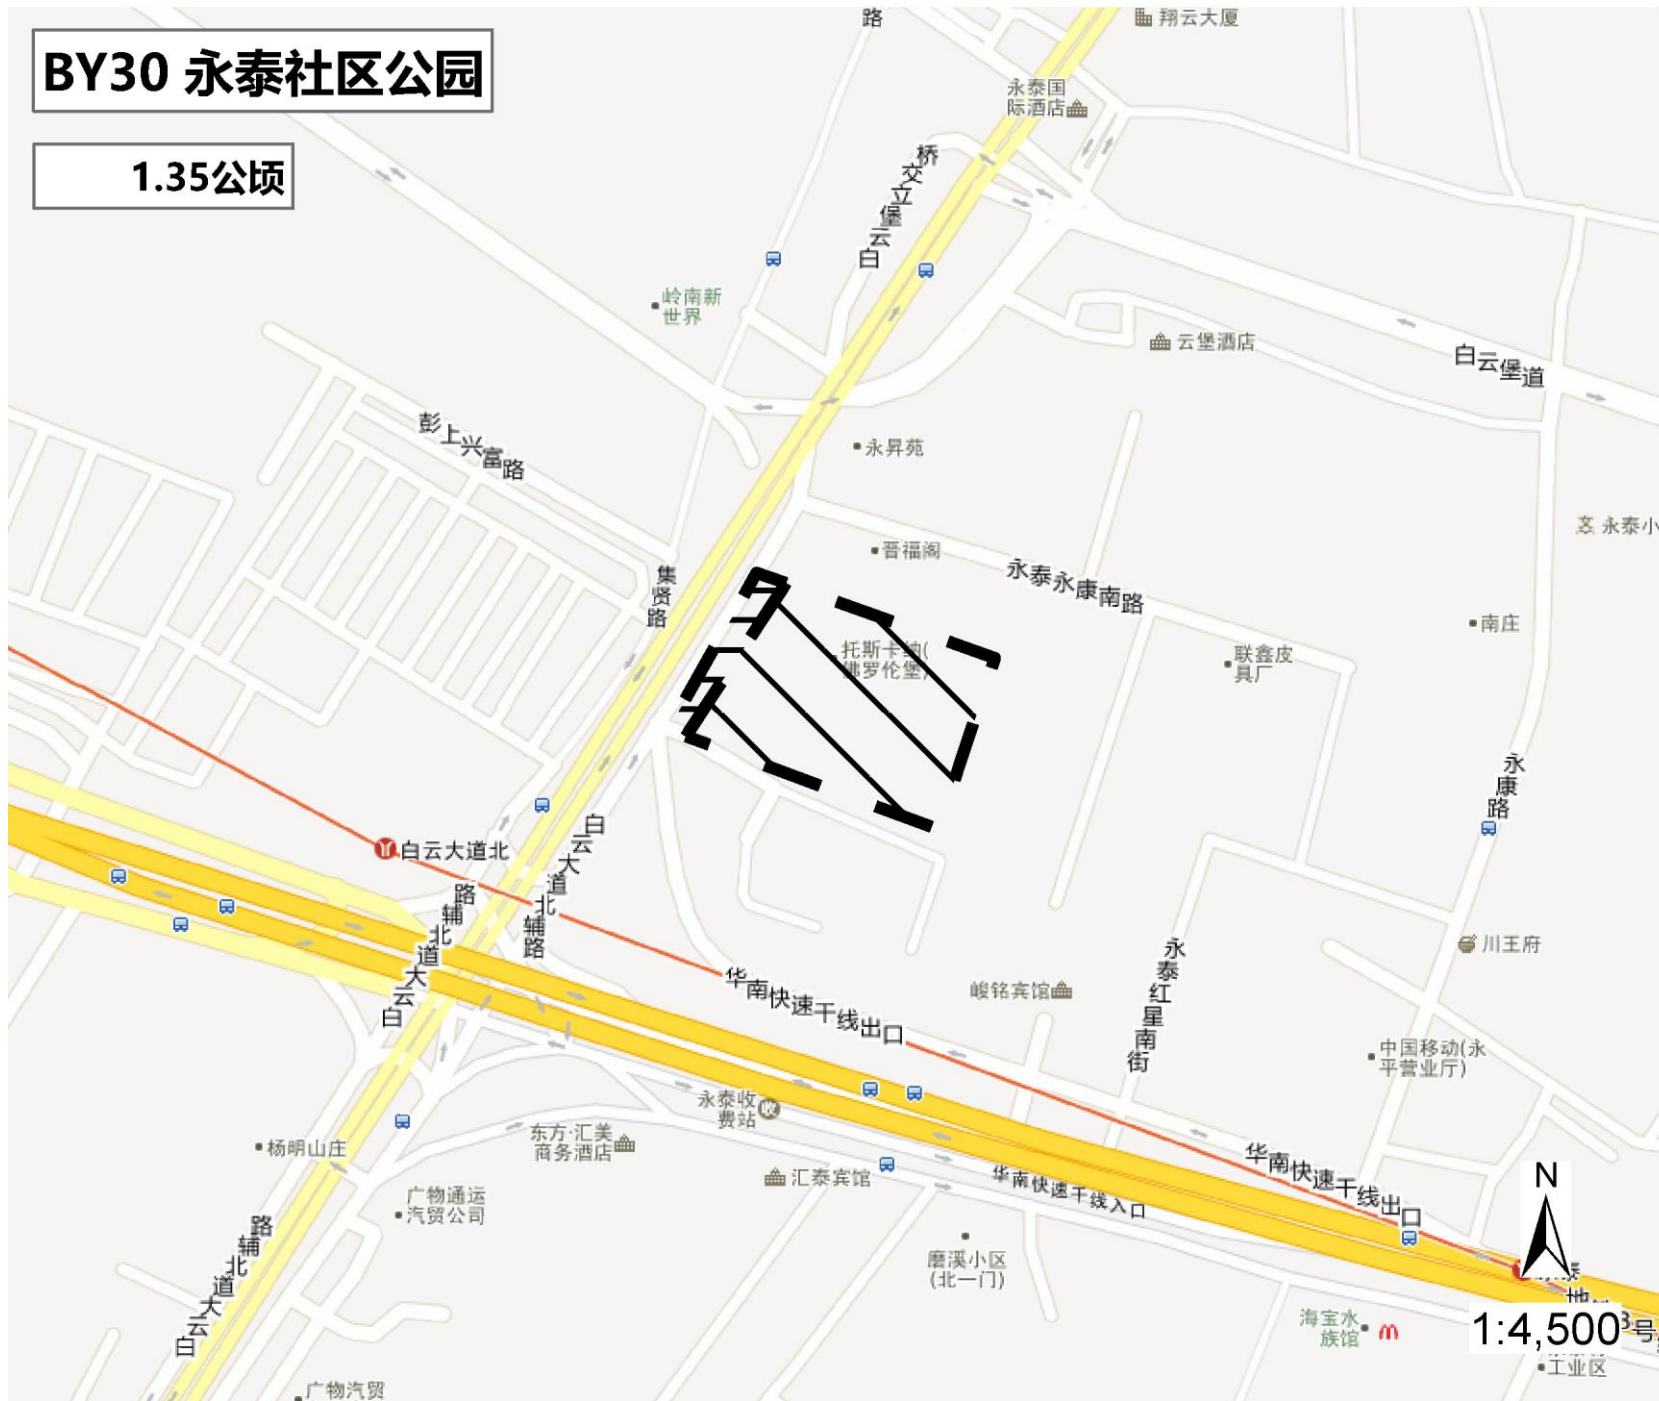 BY30 永泰社区公园
1.35公顷
路
翔云大厦
永泰国
际酒店
白云堡立交桥
岭南新
世界
云堡酒店
白云堡道
彭上兴富路
永昇苑
永泰小
晋福阁
永泰永康南路
集贤路
南庄
托斯卡纳(
佛罗伦堡)
联鑫皮
具厂
永康路
白云大道北
白云大道北辅路
白云大道北辅路
川王府
永泰红星南街
华南快速干线出口
峻铭宾馆
中国移动(永
平营业厅)
永泰收
费站
东方·汇美
商务酒店
杨明山庄
汇泰宾馆
华南快速干线入口
华南快速干线出口
广物通运
汽贸公司
磨溪小区
(北一门)
白云大道北辅路
N
海宝水
族馆
1:4,500
号
工业区
广物汽贸